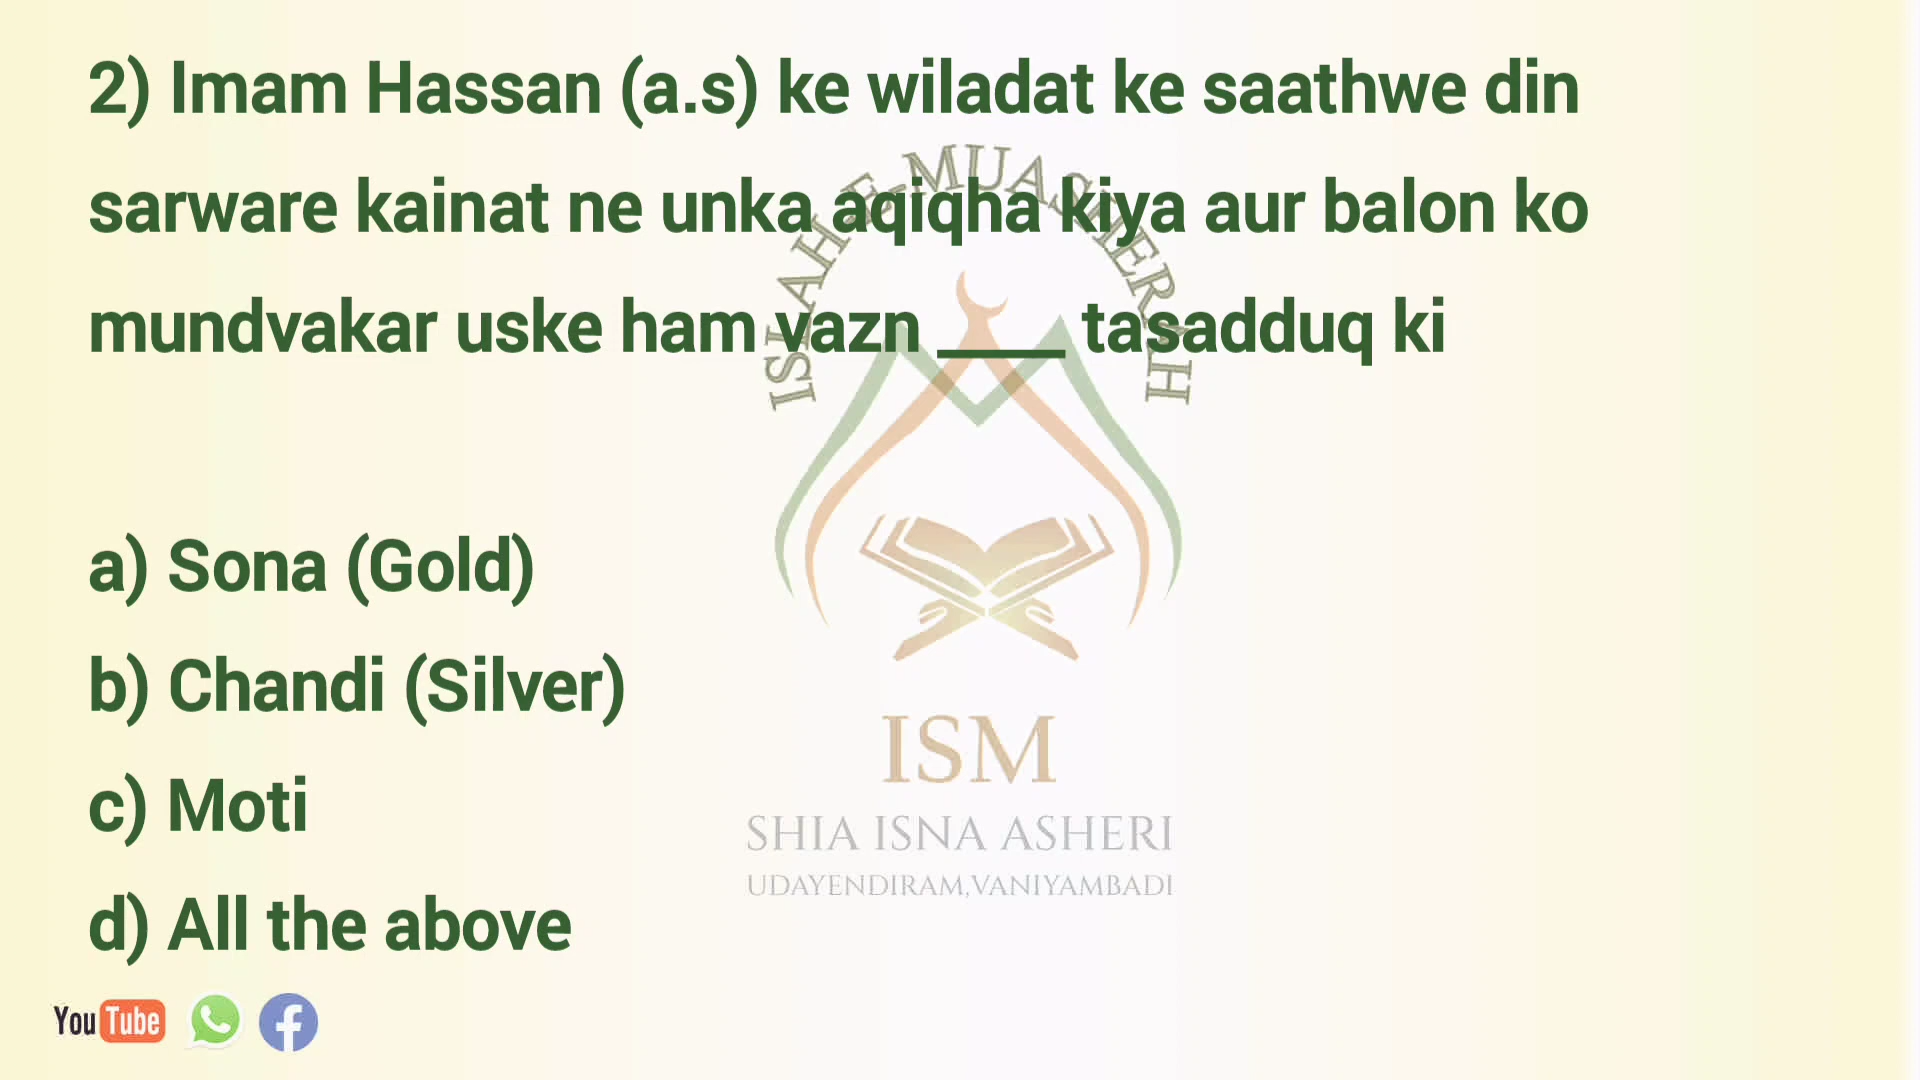 2) Imam Hassan (a.s) ke wiladat ke saathwe din
sarware kainat ne unka aqiqha kiya aur balon ko
mundvakar uske ham vazn ____ tasadduq ki
a) Sona (Gold)
b) Chandi (Silver)
c) Moti
d) All the above
ISLAH-E-MUASHERAH
ISM
SHIA ISNA ASHERI
UDAYENDIRAM,VANIYAMBADI
YouTube